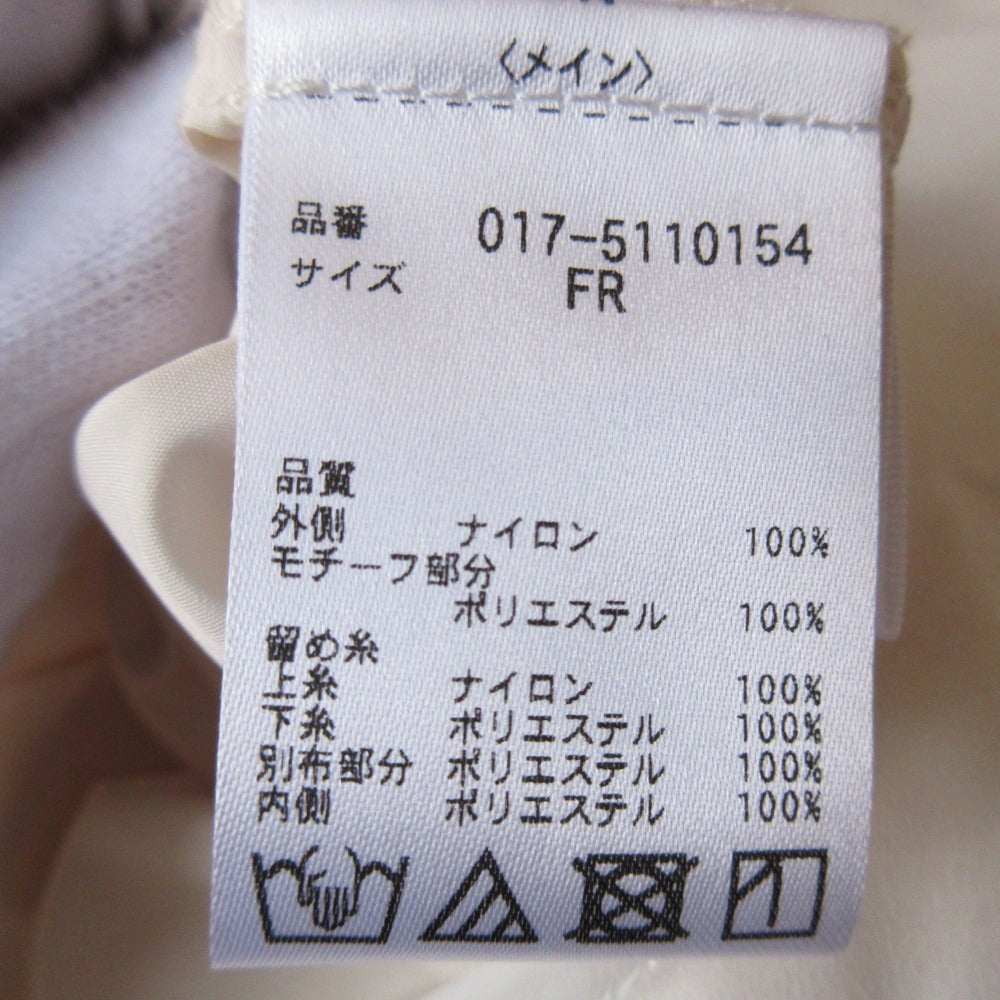 〈メイン〉
品番 017-5110154
サイズ FR
品質
外側 ナイロン 100%
モチーフ部分
ポリエステル 100%
留め糸
上糸 ナイロン 100%
下糸 ポリエステル 100%
別布部分 ポリエステル 100%
内側 ポリエステル 100%